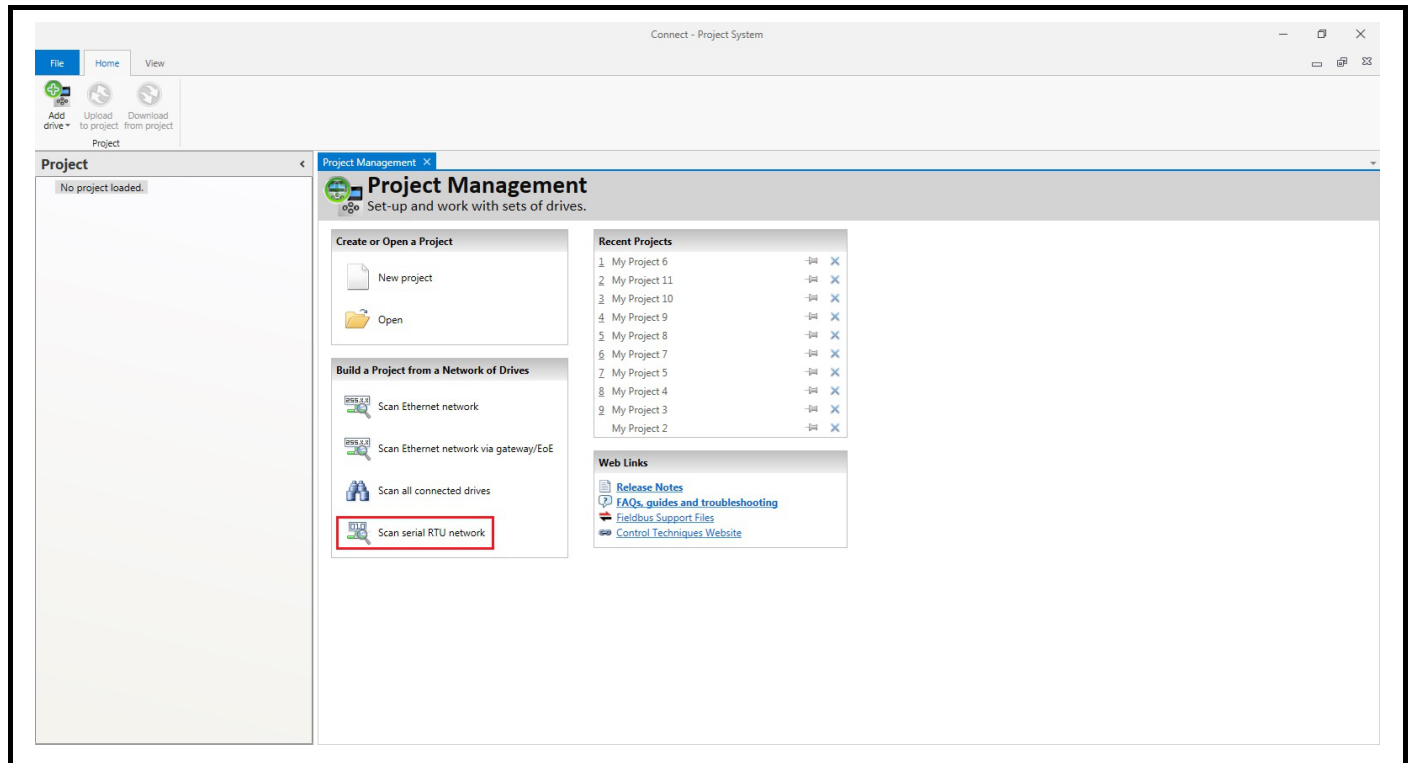 Connect - Project System
File Home View
Add drive
Upload to project
Download from project
Project
Project
No project loaded.
Project Management
Project Management
Set-up and work with sets of drives.
Create or Open a Project
New project
Open
Build a Project from a Network of Drives
Scan Ethernet network
Scan Ethernet network via gateway/EoE
Scan all connected drives
Scan serial RTU network
Recent Projects
1 My Project 6
2 My Project 11
3 My Project 10
4 My Project 9
5 My Project 8
6 My Project 7
7 My Project 5
8 My Project 4
9 My Project 3
My Project 2
Web Links
Release Notes
FAQs, guides and troubleshooting
Fieldbus Support Files
Control Techniques Website